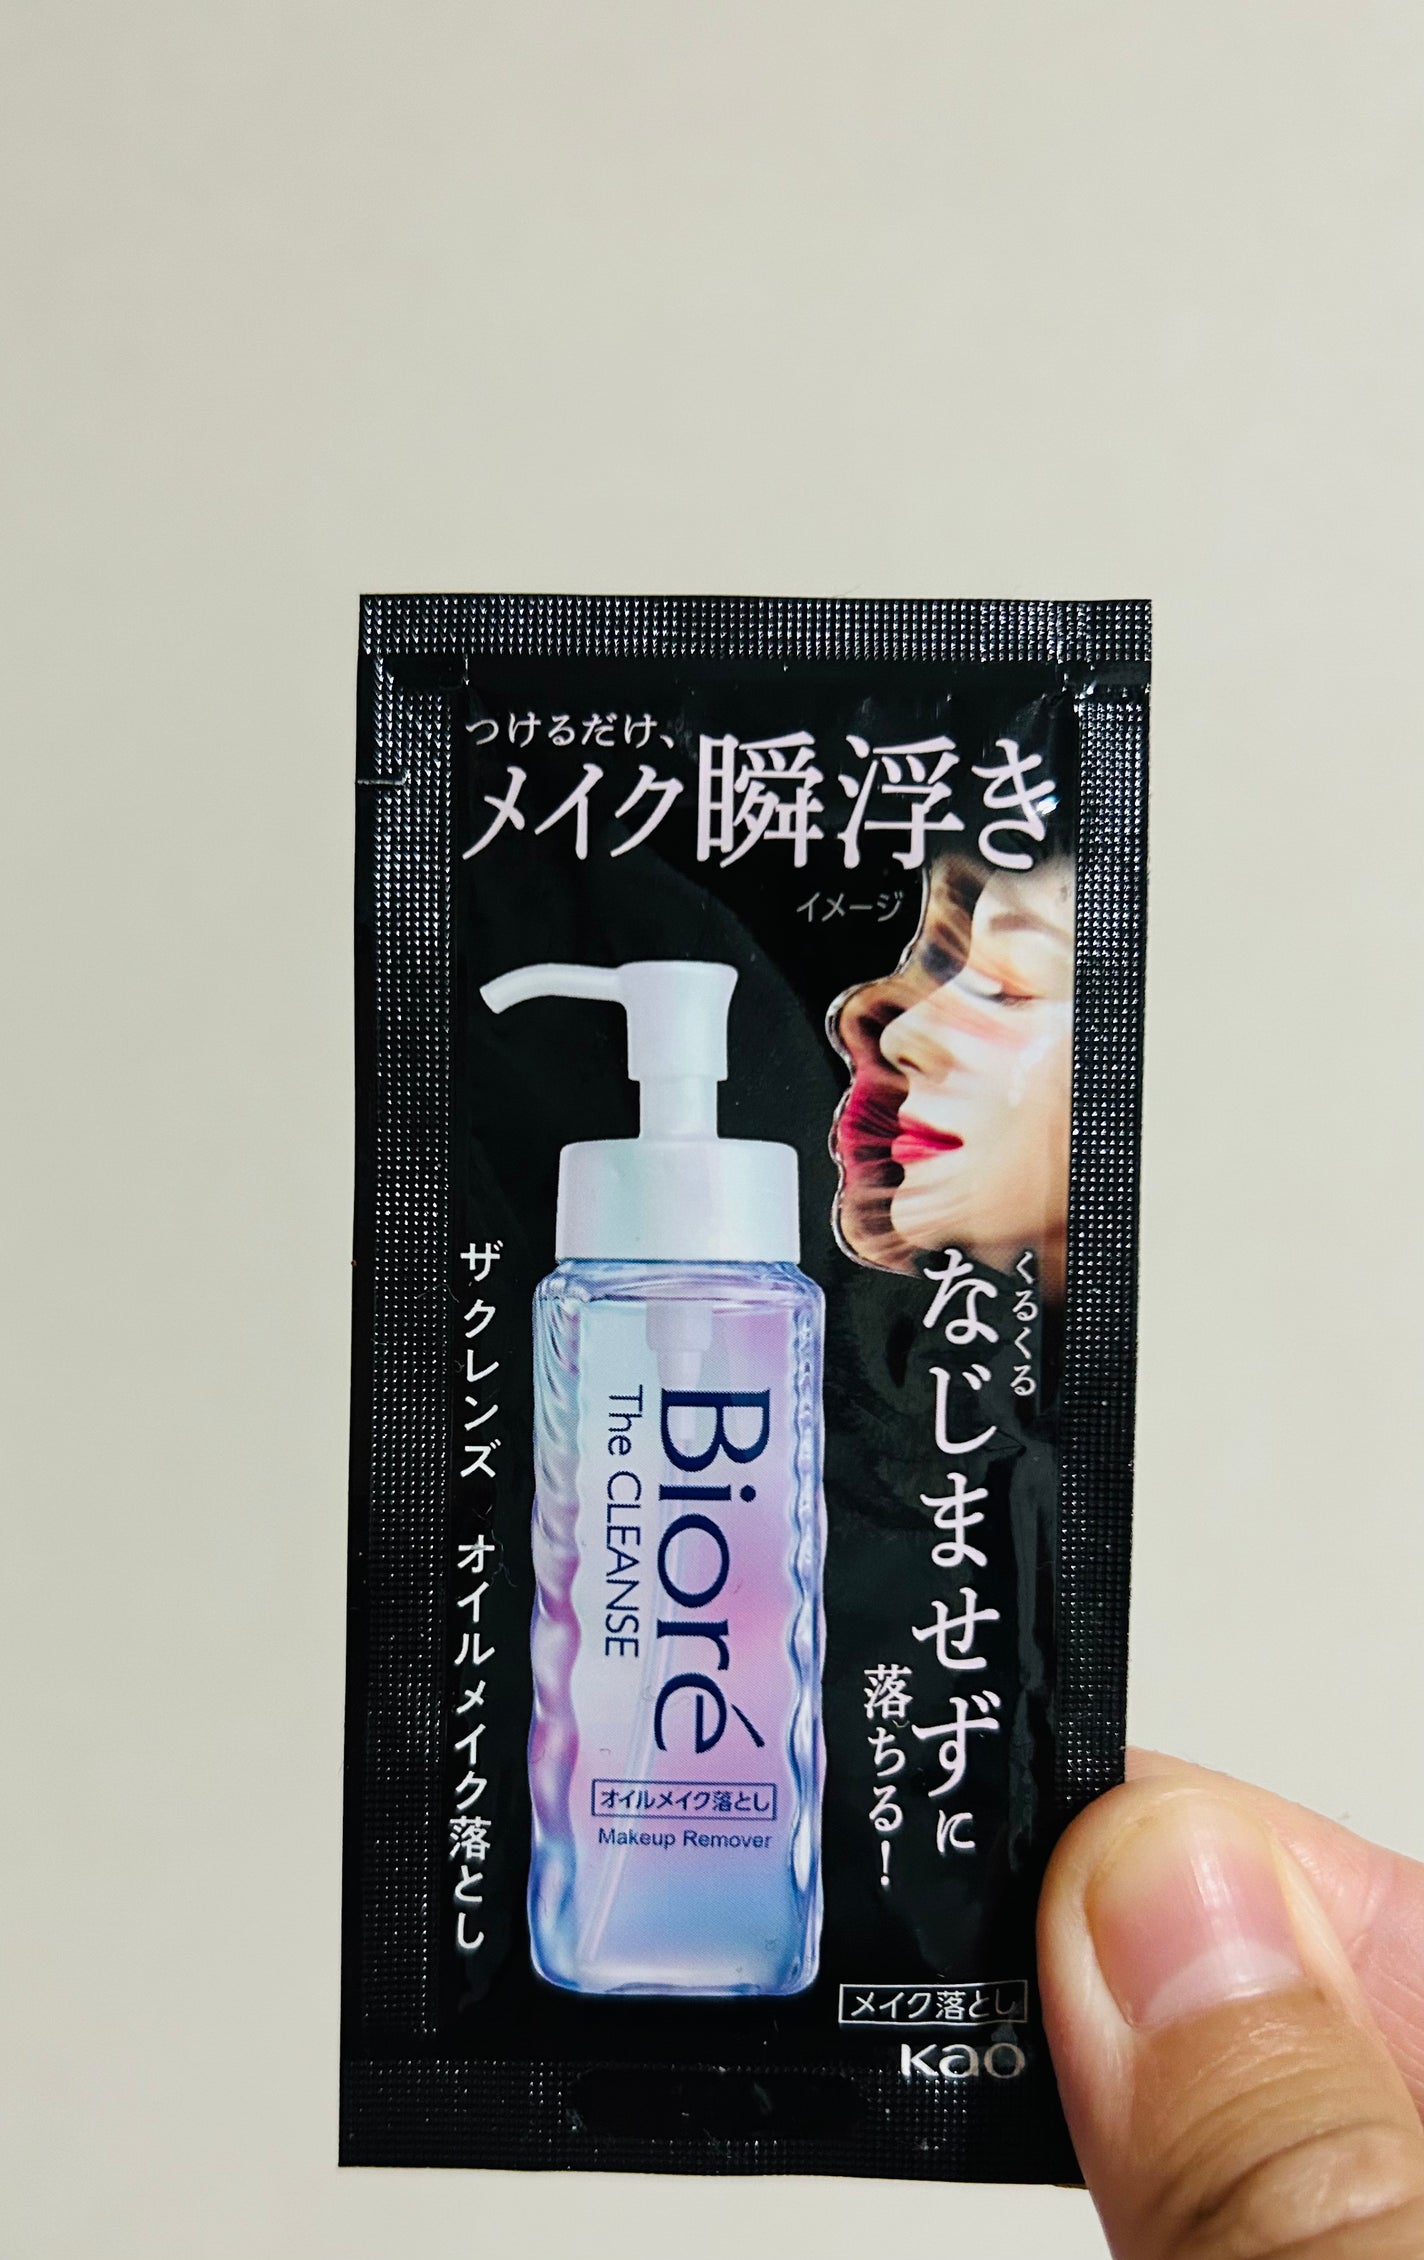 つけるだけ、
メイク瞬浮き
イメージ
くるくる
なじませずに
落ちる!
ザ クレンズ オイルメイク落とし
Bioré
The CLEANSE
オイルメイク落とし
Makeup Remover
メイク落とし
Kao